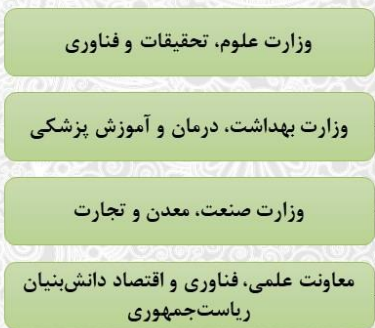 وزارت علوم، تحقیقات و فناوری
وزارت بهداشت، درمان و آموزش پزشکی
وزارت صنعت، معدن و تجارت
معاونت علمی، فناوری و اقتصاد دانش‌بنیان
ریاست‌جمهوری